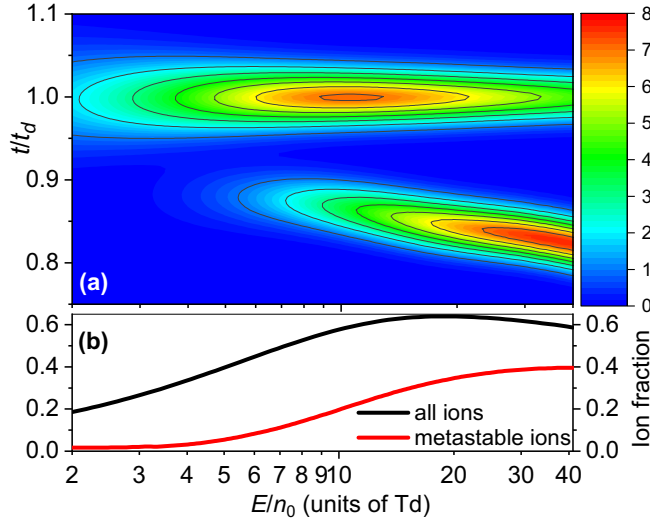 1.1
1.0
0.9
0.8
t/t_d
(a)
8
7
6
5
4
3
2
1
0
0.6
0.4
0.2
0.0
(b)
all ions
metastable ions
0.6
0.4
0.2
0.0
Ion fraction
2 3 4 5 6 7 8 9 10 20 30 40
E/n₀ (units of Td)